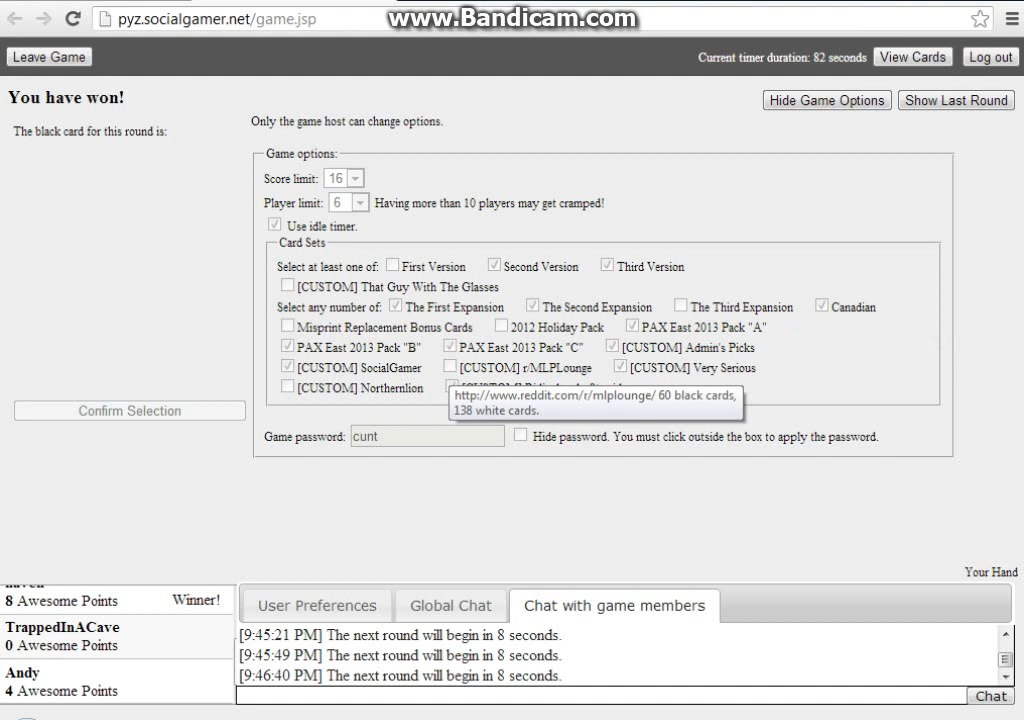 pyz.socialgamer.net/game.jsp
www.Bandicam.com
Leave Game
Current timer duration: 82 seconds
View Cards
Log out
You have won!
Hide Game Options
Show Last Round
The black card for this round is:
Only the game host can change options.
Game options:
Score limit: 16
Player limit: 6 Having more than 10 players may get cramped!
Use idle timer.
Card Sets
Select at least one of: First Version Second Version Third Version
[CUSTOM] That Guy With The Glasses
Select any number of: The First Expansion The Second Expansion The Third Expansion Canadian
Misprint Replacement Bonus Cards 2012 Holiday Pack PAX East 2013 Pack "A"
PAX East 2013 Pack "B" PAX East 2013 Pack "C" [CUSTOM] Admin's Picks
[CUSTOM] SocialGamer [CUSTOM] r/MLPLounge [CUSTOM] Very Serious
[CUSTOM] Northernlion
http://www.reddit.com/r/mlplounge/ 60 black cards,
138 white cards.
Confirm Selection
Game password: cunt Hide password. You must click outside the box to apply the password.
Your Hand
8 Awesome Points Winner!
TrappedInACave
0 Awesome Points
Andy
4 Awesome Points
User Preferences
Global Chat
Chat with game members
[9:45:21 PM] The next round will begin in 8 seconds.
[9:45:49 PM] The next round will begin in 8 seconds.
[9:46:40 PM] The next round will begin in 8 seconds.
Chat